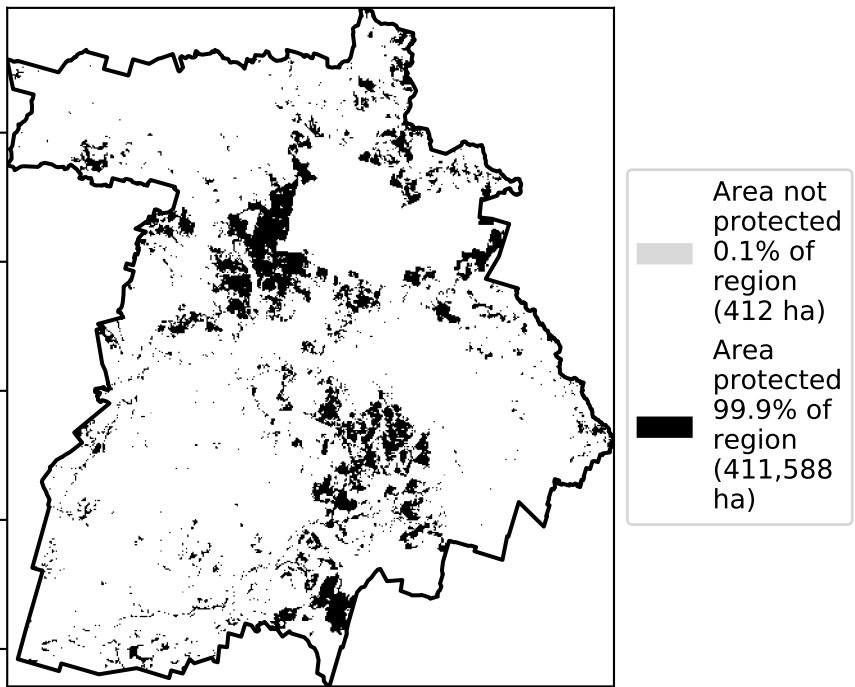 Area not
protected
0.1% of
region
(412 ha)
Area
protected
99.9% of
region
(411,588
ha)